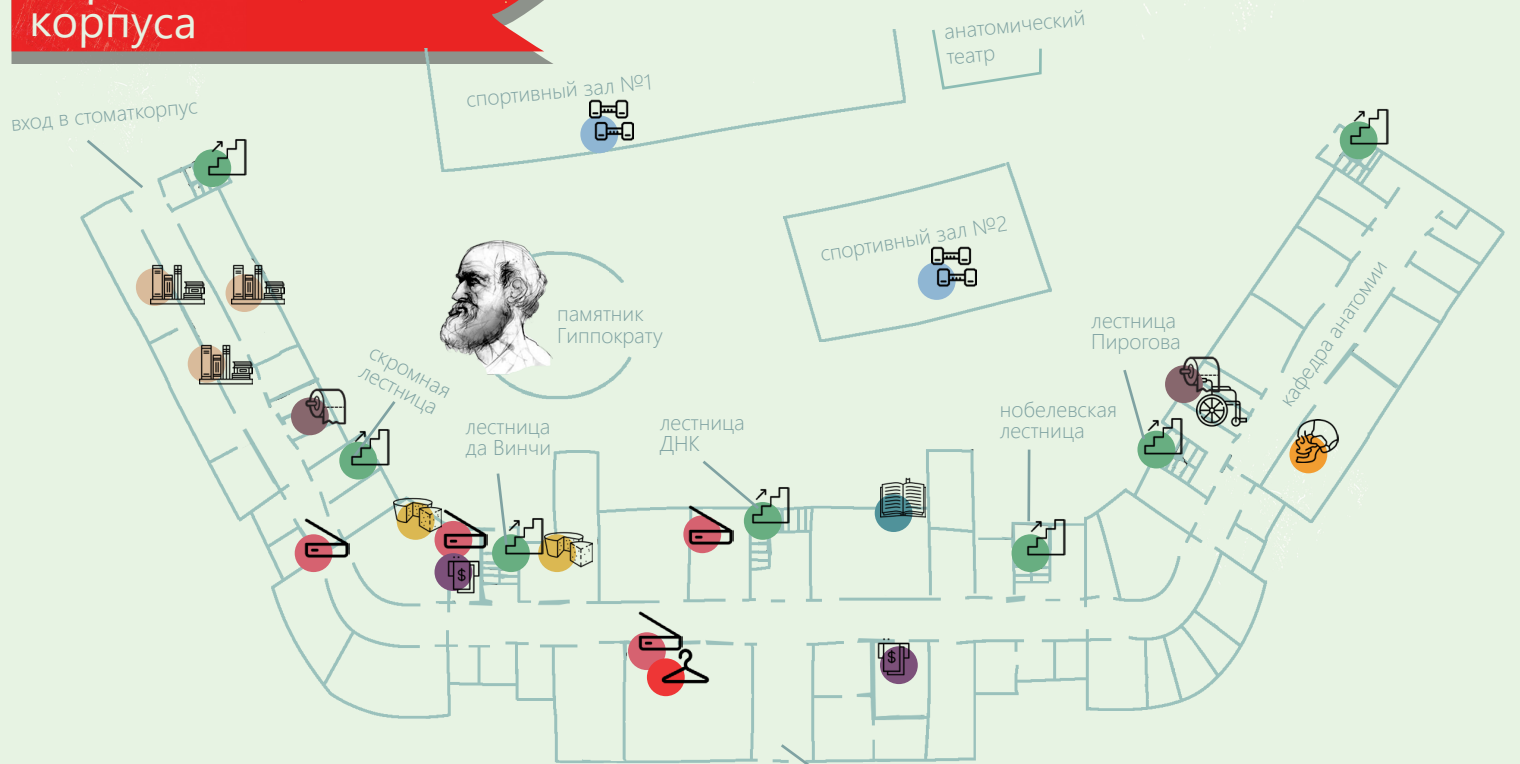 корпуса
анатомический
театр
спортивный зал №1
вход в стоматкорпус
спортивный зал №2
памятник
Гиппократу
кафедра анатомии
лестница
Пирогова
скромная
лестница
нобелевская
лестница
лестница
да Винчи
лестница
ДНК
$
$